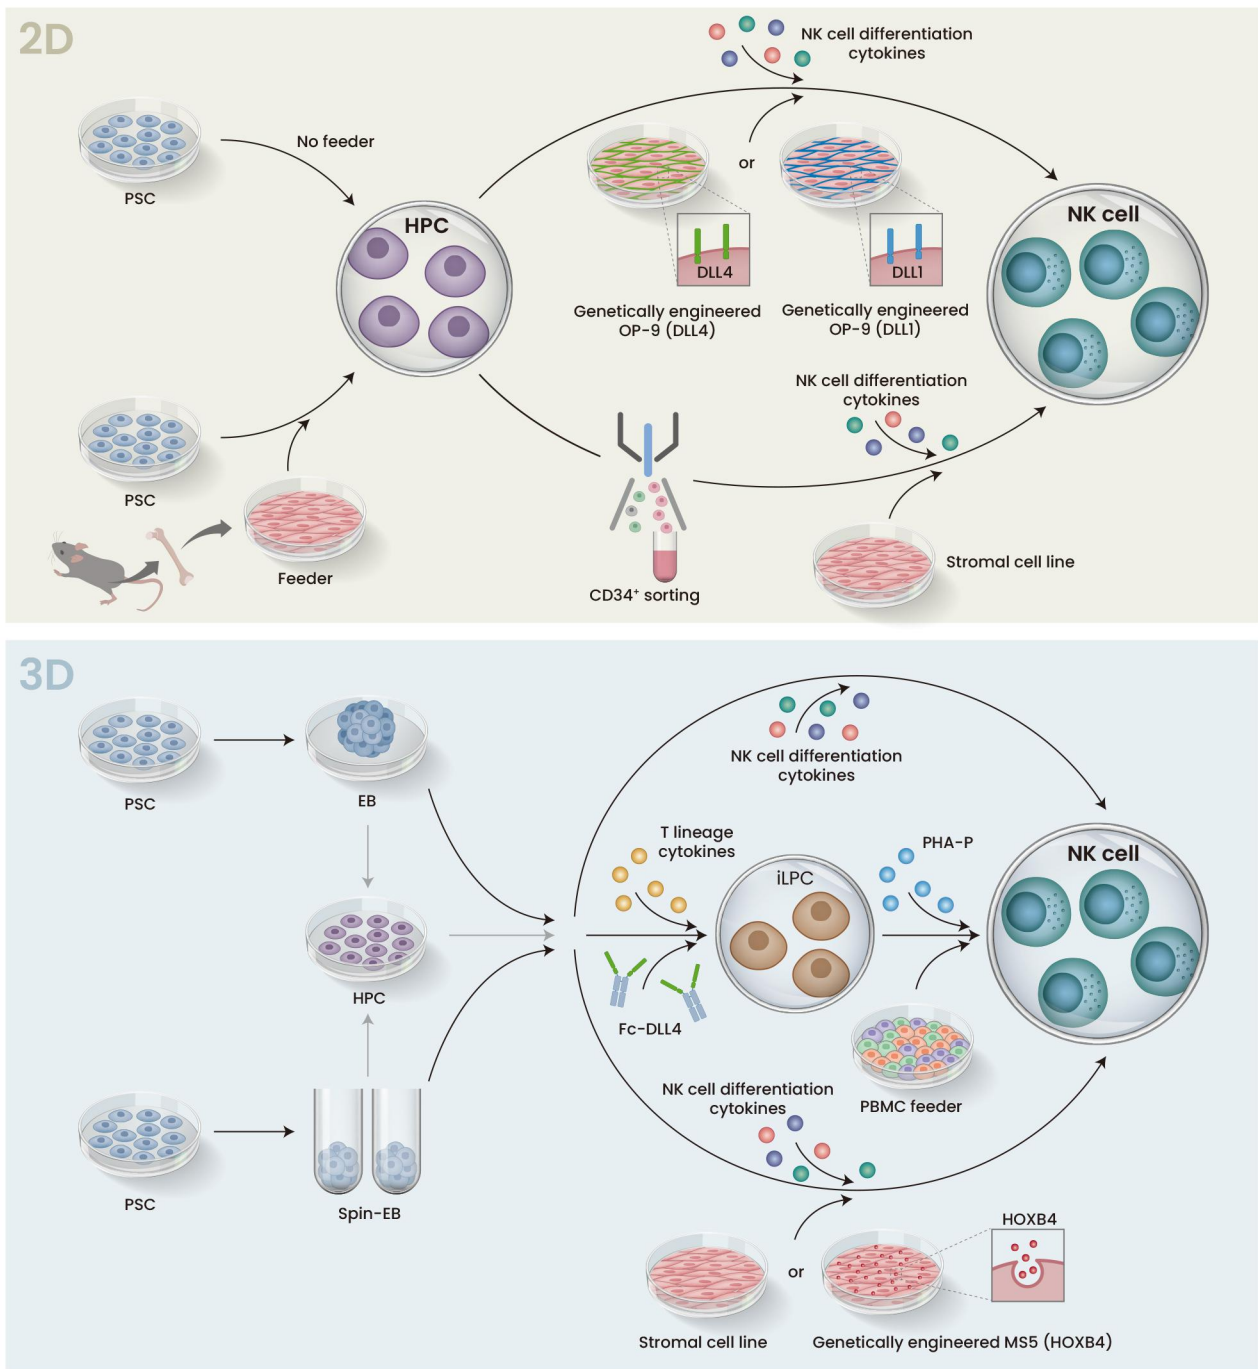 2D
NK cell differentiation
cytokines
No feeder
PSC
or
HPC
NK cell
DLL4
DLL1
Genetically engineered
OP-9 (DLL4)
Genetically engineered
OP-9 (DLL1)
NK cell differentiation
cytokines
PSC
Feeder
Stromal cell line
CD34⁺ sorting
3D
PSC
EB
NK cell differentiation
cytokines
T lineage
cytokines
PHA-P
iLPC
NK cell
HPC
Fc-DLL4
PBMC feeder
NK cell differentiation
cytokines
PSC
Spin-EB
HOXB4
or
Stromal cell line
Genetically engineered MS5 (HOXB4)